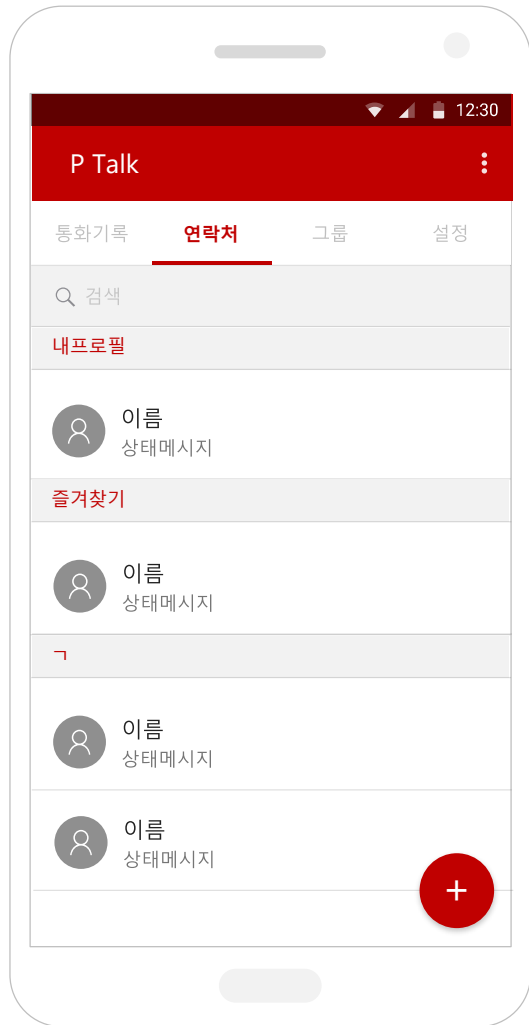 12:30
P Talk
통화기록 연락처 그룹 설정
검색
내프로필
이름
상태메시지
즐겨찾기
이름
상태메시지
ㄱ
이름
상태메시지
이름
상태메시지
+